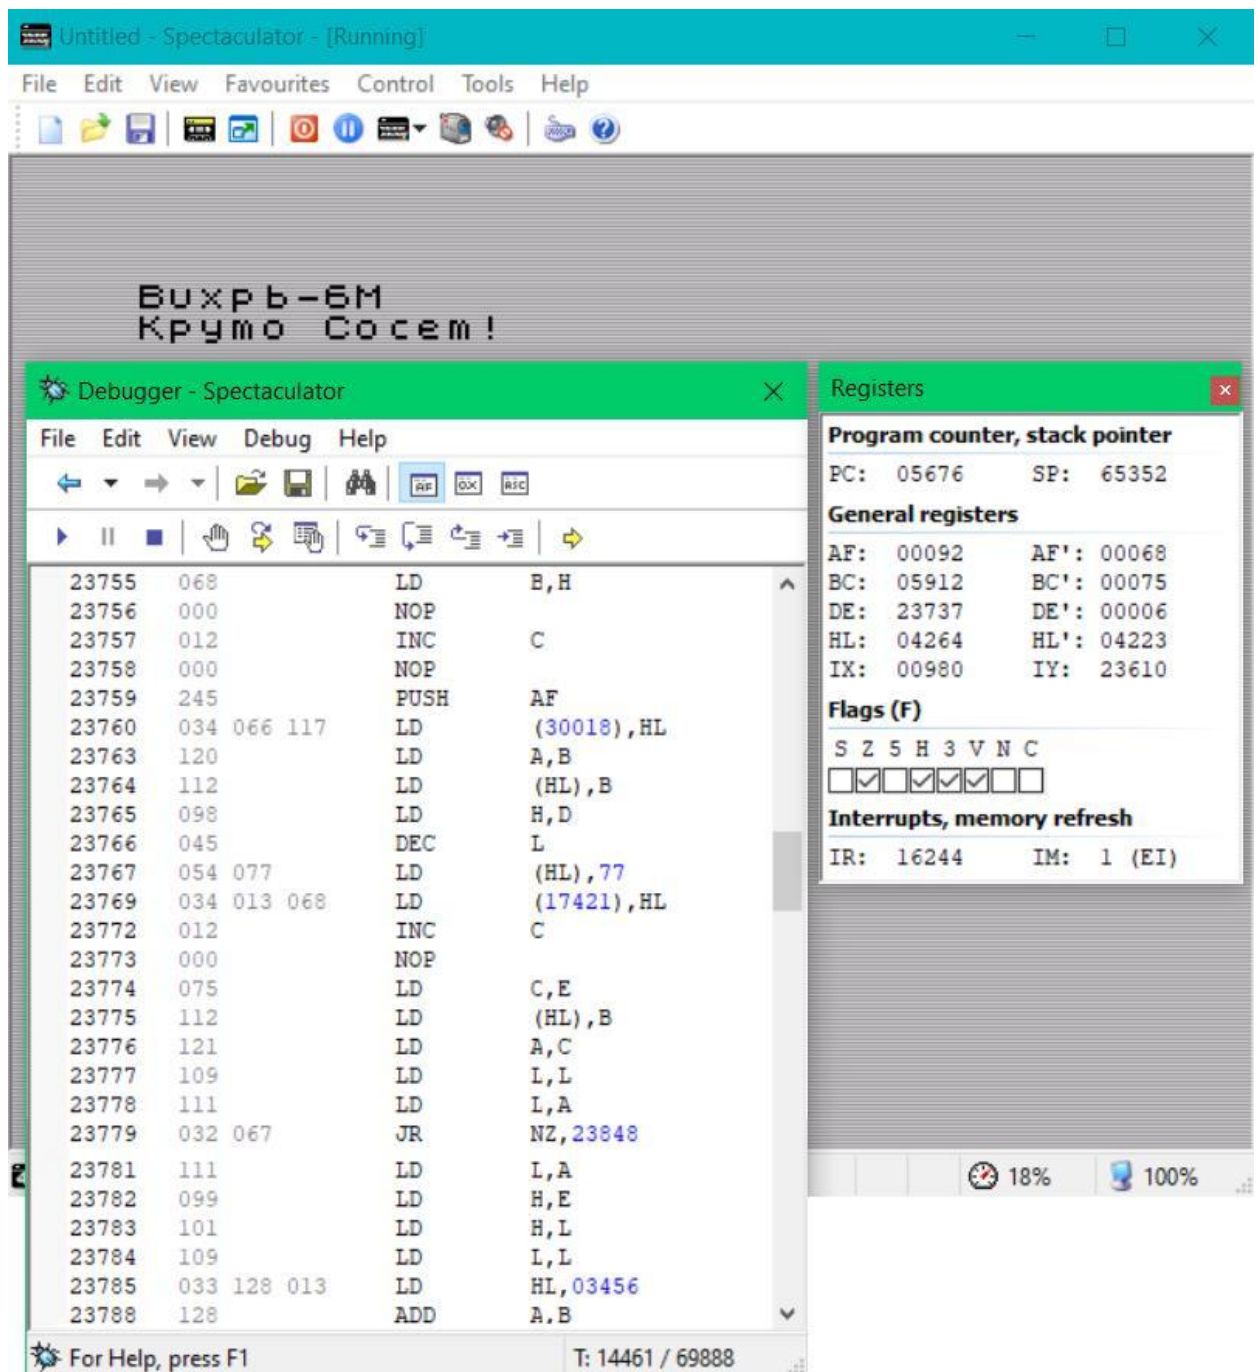 Untitled - Spectaculator - [Running]
File Edit View Favourites Control Tools Help
Buxpb-6M
Kpymo Cocem!
Debugger - Spectaculator
File Edit View Debug Help
23755 068 LD B,H
23756 000 NOP
23757 012 INC C
23758 000 NOP
23759 245 PUSH AF
23760 034 066 117 LD (30018),HL
23763 120 LD A,B
23764 112 LD (HL),B
23765 098 LD H,D
23766 045 DEC L
23767 054 077 LD (HL),77
23769 034 013 068 LD (17421),HL
23772 012 INC C
23773 000 NOP
23774 075 LD C,E
23775 112 LD (HL),B
23776 121 LD A,C
23777 109 LD L,L
23778 111 LD L,A
23779 032 067 JR NZ,23848
23781 111 LD L,A
23782 099 LD H,E
23783 101 LD H,L
23784 109 LD L,L
23785 033 128 013 LD HL,03456
23788 128 ADD A,B
For Help, press F1 T: 14461 / 69888
Registers
Program counter, stack pointer
PC: 05676 SP: 65352
General registers
AF: 00092 AF': 00068
BC: 05912 BC': 00075
DE: 23737 DE': 00006
HL: 04264 HL': 04223
IX: 00980 IY: 23610
Flags (F)
S Z 5 H 3 V N C
Interrupts, memory refresh
IR: 16244 IM: 1 (EI)
18% 100%